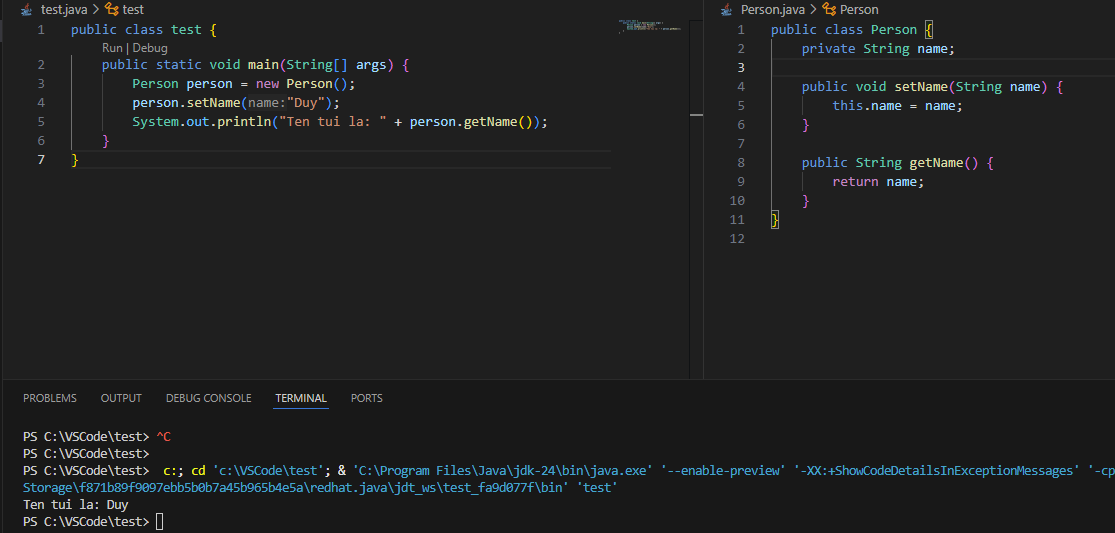 test.java > test
1 public class test {
Run | Debug
2 public static void main(String[] args) {
3 Person person = new Person();
4 person.setName(name:"Duy");
5 System.out.println("Ten tui la: " + person.getName());
6 }
7 }
Person.java > Person
1 public class Person {
2 private String name;
3
4 public void setName(String name) {
5 this.name = name;
6 }
7
8 public String getName() {
9 return name;
10 }
11 }
12
PROBLEMS OUTPUT DEBUG CONSOLE TERMINAL PORTS
PS C:\VSCode\test> ^C
PS C:\VSCode\test>
PS C:\VSCode\test> c:; cd 'c:\VSCode\test'; & 'C:\Program Files\Java\jdk-24\bin\java.exe' '--enable-preview' '-XX:+ShowCodeDetailsInExceptionMessages' '-cp
Storage\f871b89f9097ebb5b0b7a45b965b4e5a\redhat.java\jdt_ws\test_fa9d077f\bin' 'test'
Ten tui la: Duy
PS C:\VSCode\test>